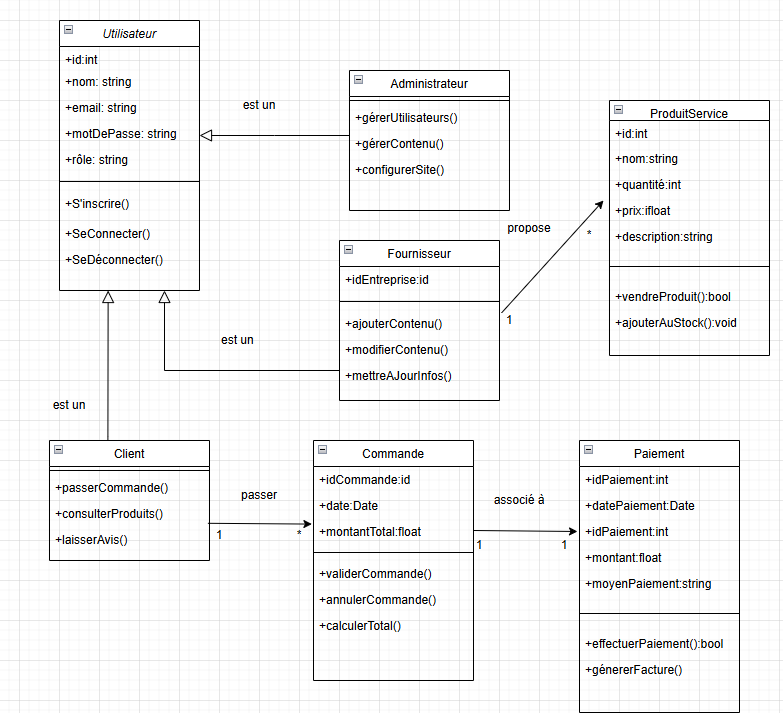 Utilisateur
+id:int
+nom: string
+email: string
+motDePasse: string
+rôle: string
+S'inscrire()
+SeConnecter()
+SeDéconnecter()
est un
Administrateur
+gérerUtilisateurs()
+gérerContenu()
+configurerSite()
ProduitService
+id:int
+nom:string
+quantité:int
+prix:ifloat
+description:string
+vendreProduit():bool
+ajouterAuStock():void
propose
*
1
Fournisseur
+idEntreprise:id
+ajouterContenu()
+modifierContenu()
+mettreAJourInfos()
est un
est un
Client
+passerCommande()
+consulterProduits()
+laisserAvis()
passer
1
*
Commande
+idCommande:id
+date:Date
+montantTotal:float
+validerCommande()
+annulerCommande()
+calculerTotal()
associé à
1
1
Paiement
+idPaiement:int
+datePaiement:Date
+idPaiement:int
+montant:float
+moyenPaiement:string
+effectuerPaiement():bool
+génererFacture()